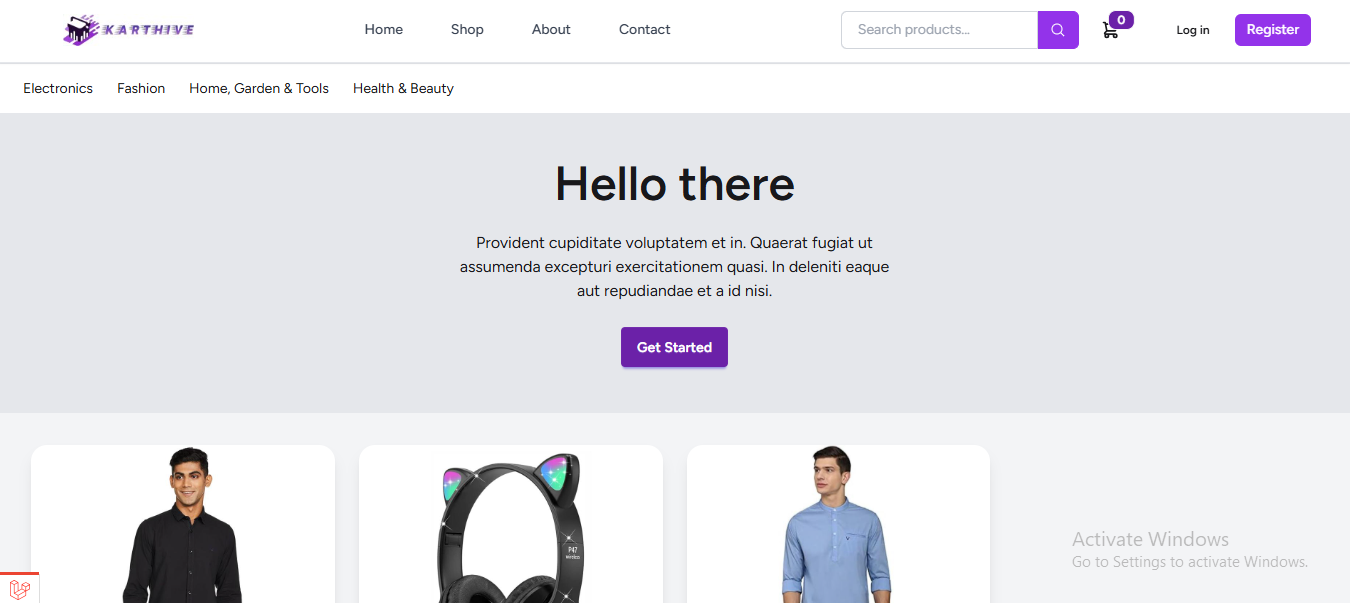 KARTHIVE
Home Shop About Contact
Search products...
0
Log in
Register
Electronics Fashion Home, Garden & Tools Health & Beauty
Hello there
Provident cupiditate voluptatem et in. Quaerat fugiat ut
assumenda excepturi exercitationem quasi. In deleniti eaque
aut repudiandae et a id nisi.
Get Started
P47
wireless
Activate Windows
Go to Settings to activate Windows.